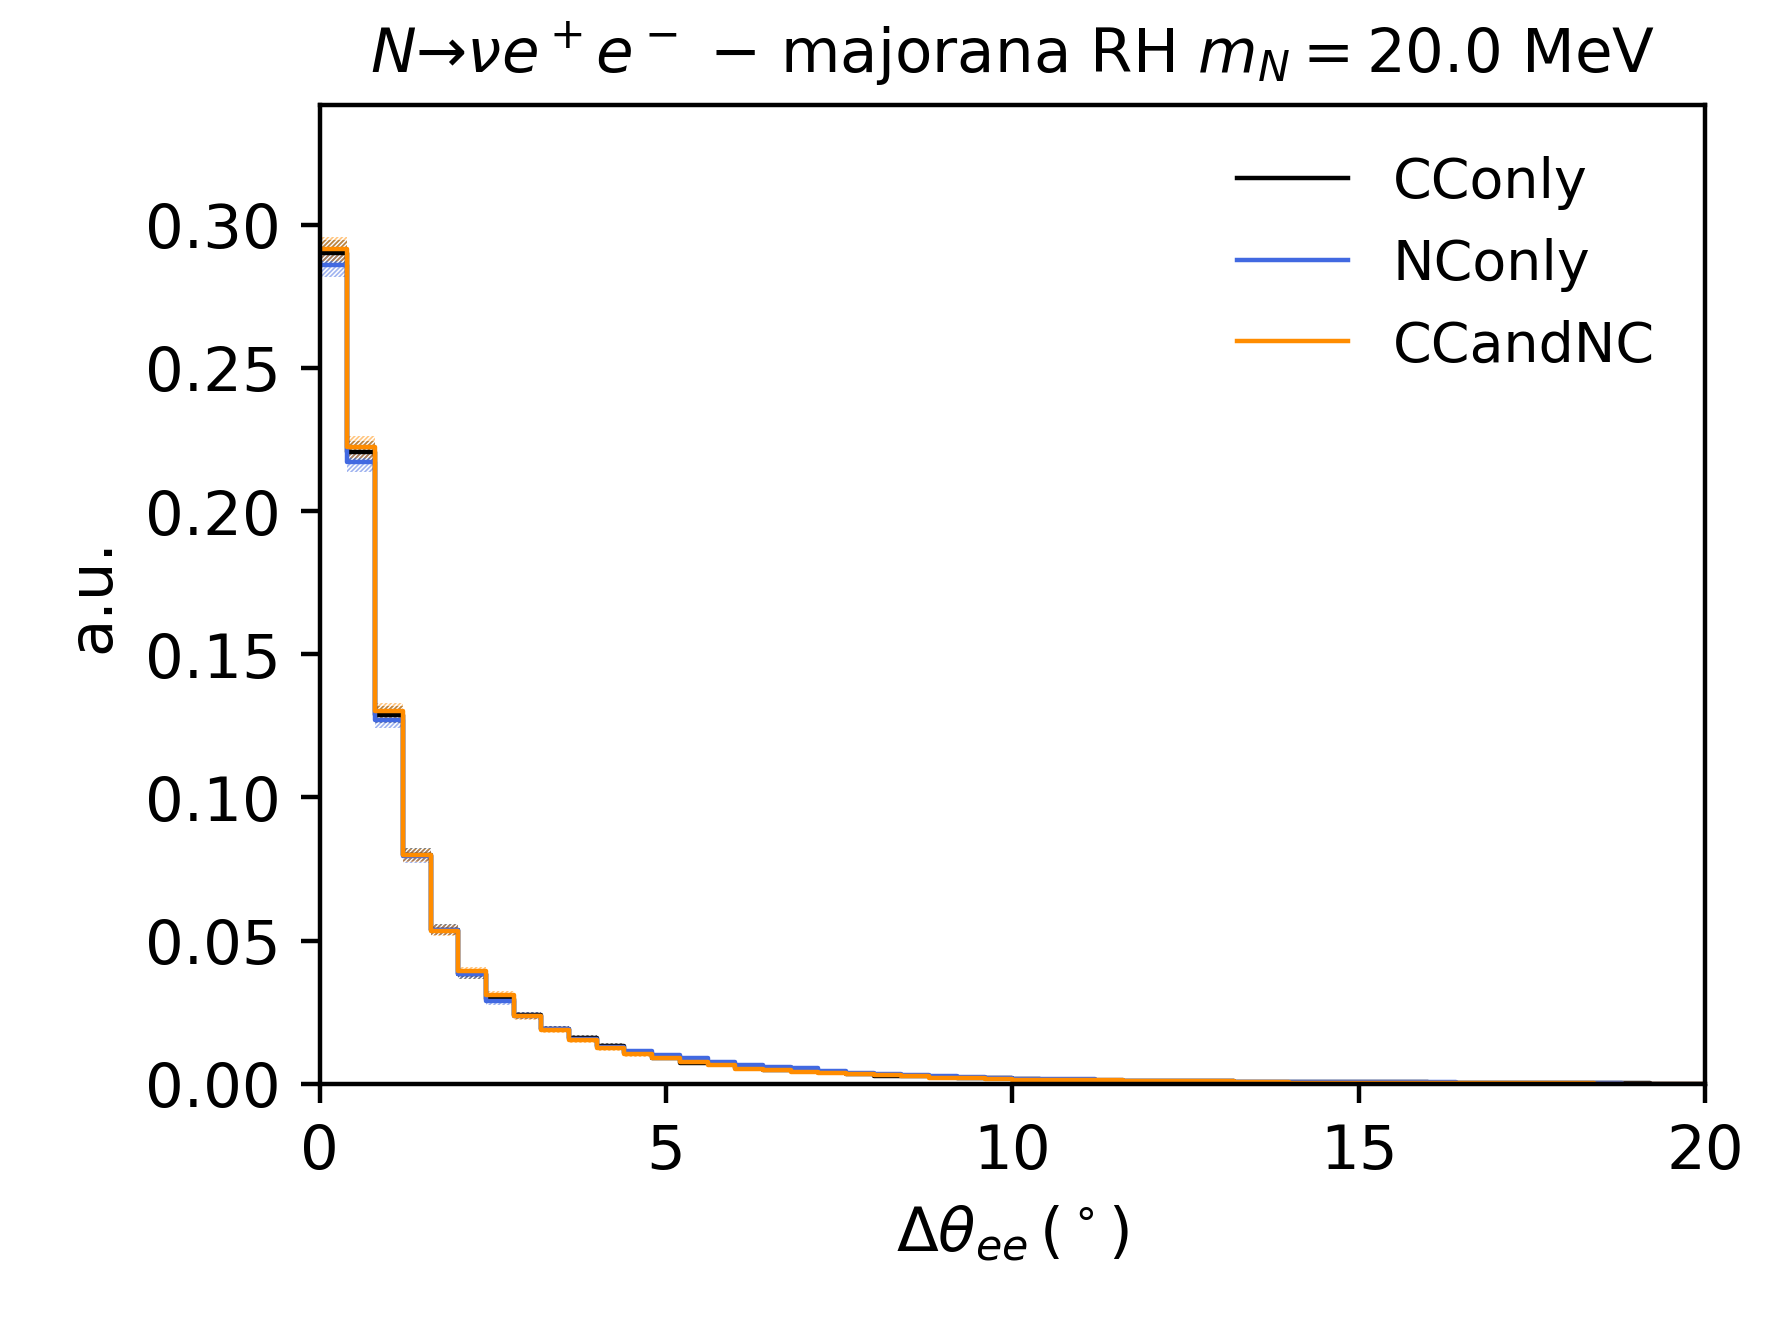 N→νe⁺e⁻ − majorana RH m_N = 20.0 MeV
CConly
NConly
CCandNC
0.30
0.25
0.20
0.15
0.10
0.05
0.00
a.u.
0 5 10 15 20
Δθ_ee (°)